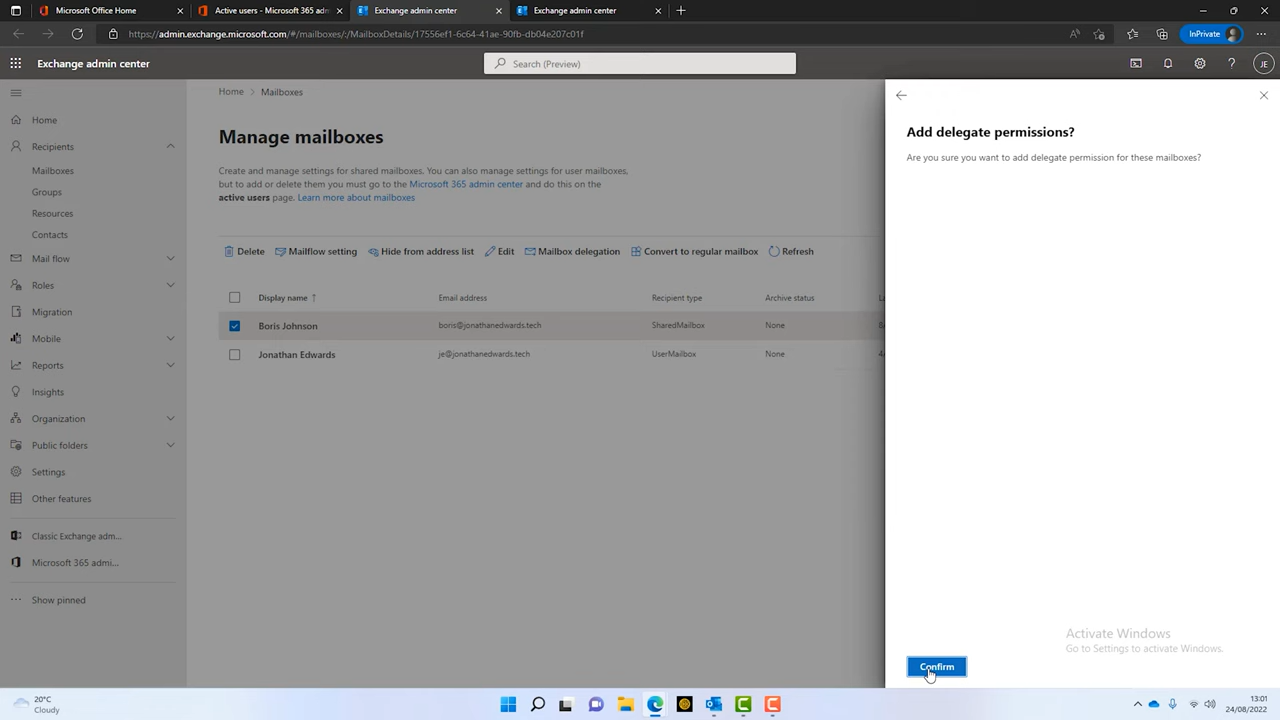 Microsoft Office Home
Active users - Microsoft 365 adm
Exchange admin center
Exchange admin center
https://admin.exchange.microsoft.com/#/mailboxes/:/MailboxDetails/17556ef1-6c64-41ae-90fb-db04e207c01f
InPrivate
Exchange admin center
Search (Preview)
JE
Home
Recipients
Mailboxes
Groups
Resources
Contacts
Mail flow
Roles
Migration
Mobile
Reports
Insights
Organization
Public folders
Settings
Other features
Classic Exchange adm...
Microsoft 365 admi...
Show pinned
Home > Mailboxes
Manage mailboxes
Create and manage settings for shared mailboxes. You can also manage settings for user mailboxes,
but to add or delete them you must go to the Microsoft 365 admin center and do this on the
active users page. Learn more about mailboxes
Delete Mailflow setting Hide from address list Edit Mailbox delegation Convert to regular mailbox Refresh
Display name ↑ Email address Recipient type Archive status
Boris Johnson boris@jonathanedwards.tech SharedMailbox None
Jonathan Edwards je@jonathanedwards.tech UserMailbox None
Add delegate permissions?
Are you sure you want to add delegate permission for these mailboxes?
Activate Windows
Go to Settings to activate Windows.
Confirm
20°C
Cloudy
13:01
24/08/2022